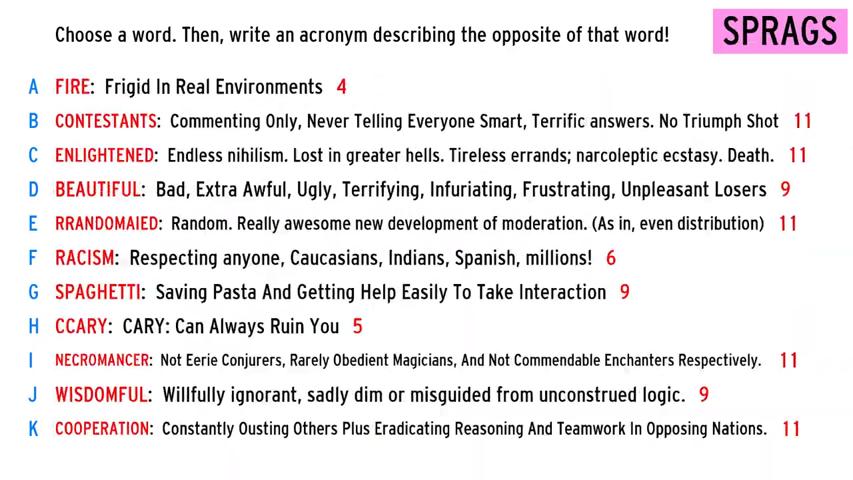 Choose a word. Then, write an acronym describing the opposite of that word!
SPRAGS
A FIRE: Frigid In Real Environments 4
B CONTESTANTS: Commenting Only, Never Telling Everyone Smart, Terrific answers. No Triumph Shot 11
C ENLIGHTENED: Endless nihilism. Lost in greater hells. Tireless errands; narcoleptic ecstasy. Death. 11
D BEAUTIFUL: Bad, Extra Awful, Ugly, Terrifying, Infuriating, Frustrating, Unpleasant Losers 9
E RRANDOMAIED: Random. Really awesome new development of moderation. (As in, even distribution) 11
F RACISM: Respecting anyone, Caucasians, Indians, Spanish, millions! 6
G SPAGHETTI: Saving Pasta And Getting Help Easily To Take Interaction 9
H CCARY: CARY: Can Always Ruin You 5
I NECROMANCER: Not Eerie Conjurers, Rarely Obedient Magicians, And Not Commendable Enchanters Respectively. 11
J WISDOMFUL: Willfully ignorant, sadly dim or misguided from unconstrued logic. 9
K COOPERATION: Constantly Ousting Others Plus Eradicating Reasoning And Teamwork In Opposing Nations. 11